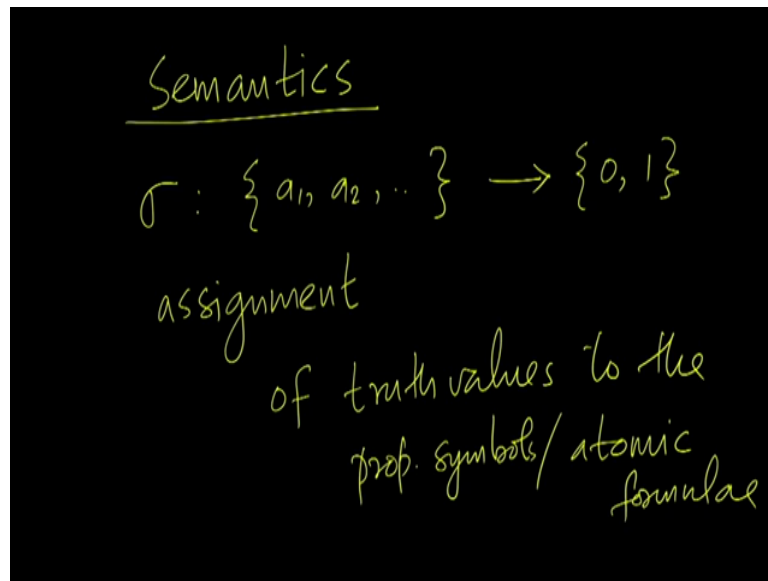 Semantics
σ : { a₁, a₂, .. } → {0, 1}
assignment
of truth values to the
prop. symbols / atomic
formulae